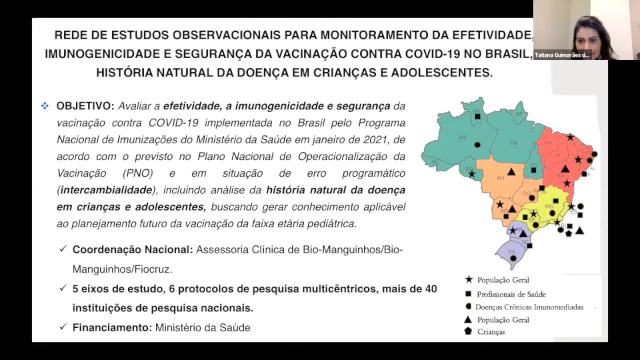 REDE DE ESTUDOS OBSERVACIONAIS PARA MONITORAMENTO DA EFETIVIDADE,
IMUNOGENICIDADE E SEGURANÇA DA VACINAÇÃO CONTRA COVID-19 NO BRASIL,
HISTÓRIA NATURAL DA DOENÇA EM CRIANÇAS E ADOLESCENTES.
Tatiana Guimarães d...
OBJETIVO: Avaliar a efetividade, a imunogenicidade e segurança da
vacinação contra COVID-19 implementada no Brasil pelo Programa
Nacional de Imunizações do Ministério da Saúde em janeiro de 2021, de
acordo com o previsto no Plano Nacional de Operacionalização da
Vacinação (PNO) e em situação de erro programático
(intercambialidade), incluindo análise da história natural da doença
em crianças e adolescentes, buscando gerar conhecimento aplicável
ao planejamento futuro da vacinação da faixa etária pediátrica.
Coordenação Nacional: Assessoria Clínica de Bio-Manguinhos/Bio-
Manguinhos/Fiocruz.
5 eixos de estudo, 6 protocolos de pesquisa multicêntricos, mais de 40
instituições de pesquisa nacionais.
Financiamento: Ministério da Saúde
AM
PA
MT
População Geral
Profissionais de Saúde
Doenças Crônicas Imunomediadas
População Geral
Crianças